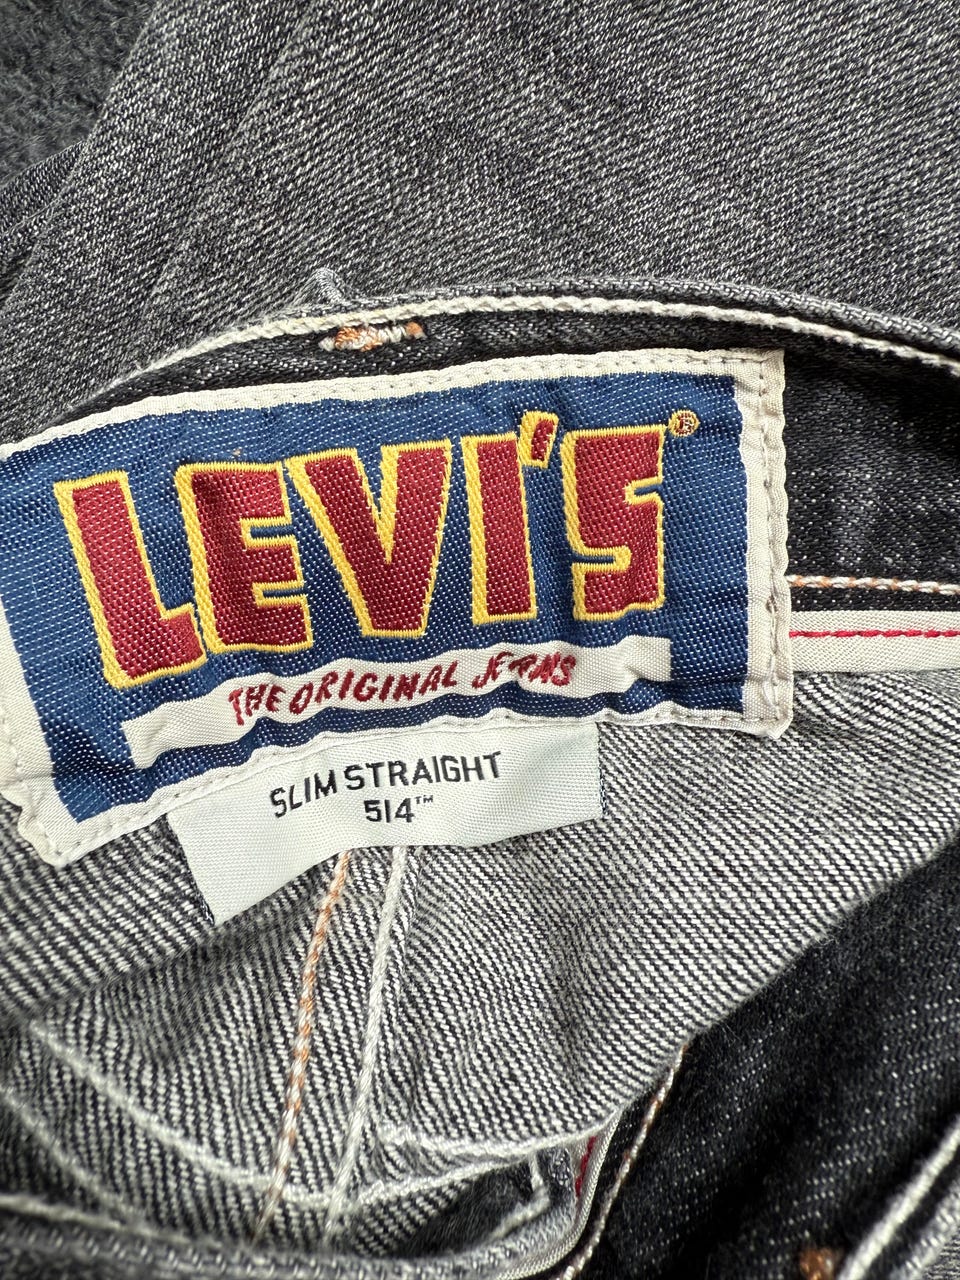 LEVI'S®
THE ORIGINAL JEANS
SLIM STRAIGHT
514™